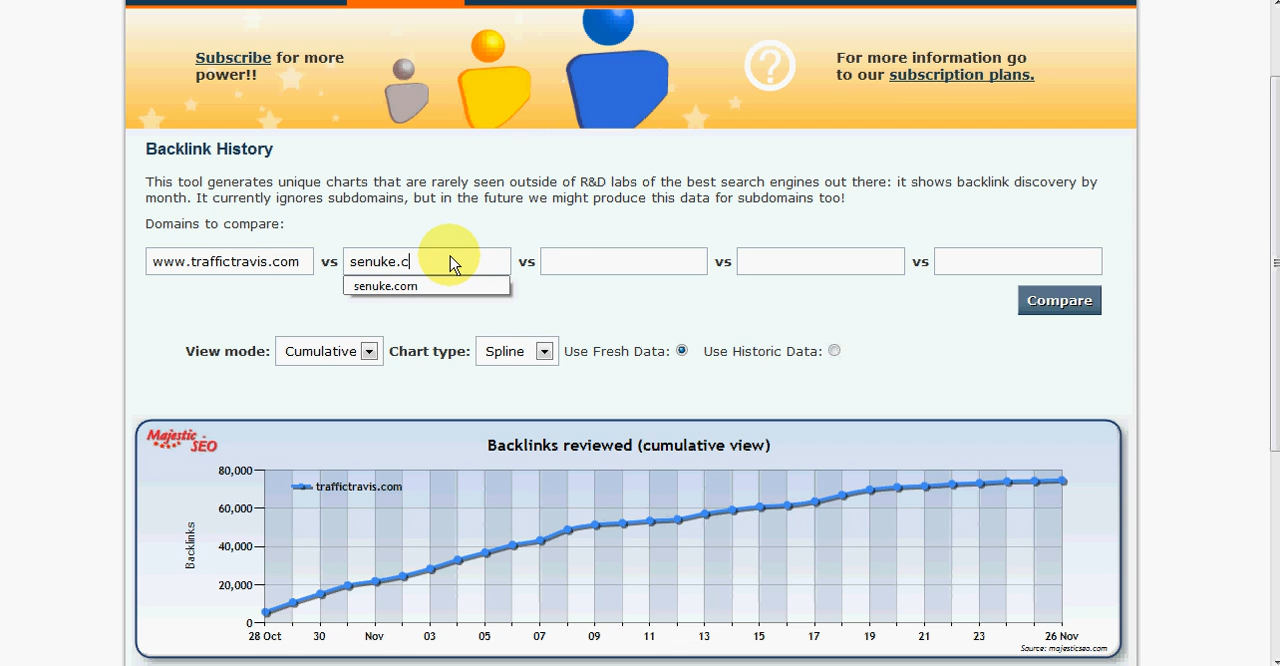 Subscribe for more
power!!
For more information go
to our subscription plans.
Backlink History
This tool generates unique charts that are rarely seen outside of R&D labs of the best search engines out there: it shows backlink discovery by
month. It currently ignores subdomains, but in the future we might produce this data for subdomains too!
Domains to compare:
www.traffictravis.com vs senuke.c vs vs vs
senuke.com
Compare
View mode: Cumulative Chart type: Spline Use Fresh Data: Use Historic Data:
Majestic SEO
Backlinks reviewed (cumulative view)
traffictravis.com
Backlinks
80,000
60,000
40,000
20,000
0
28 Oct 30 Nov 03 05 07 09 11 13 15 17 19 21 23 26 Nov
Source: majesticseo.com